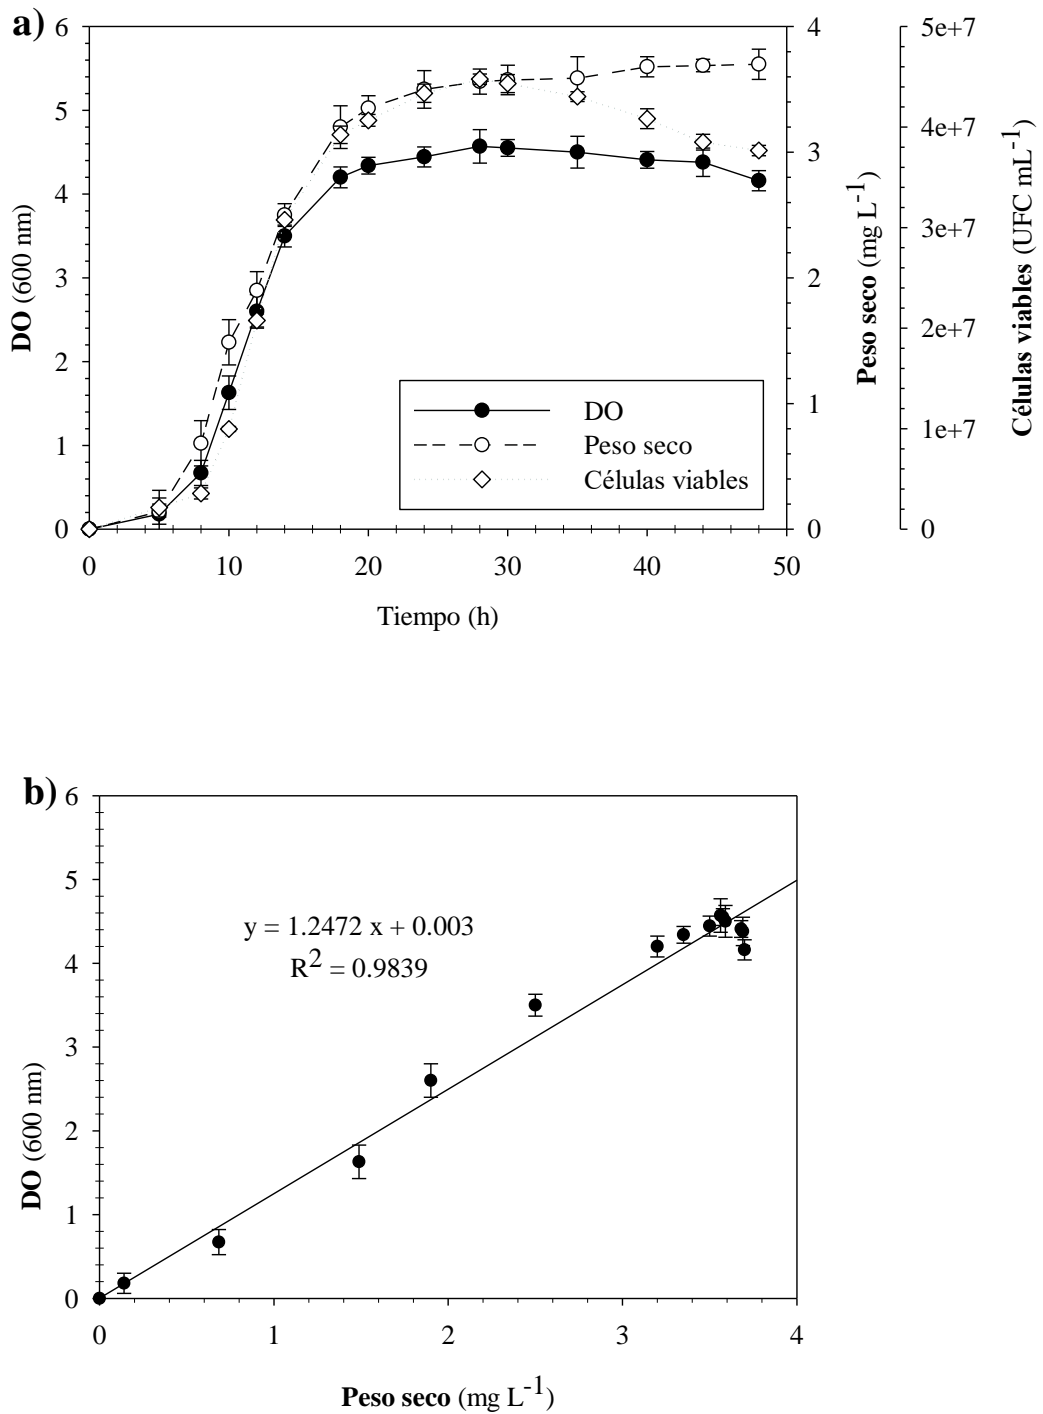 a)
6
5
4
3
2
1
0
DO (600 nm)
4
3
2
1
0
Peso seco (mg L-1)
5e+7
4e+7
3e+7
2e+7
1e+7
0
Células viables (UFC mL-1)
DO
Peso seco
Células viables
0 10 20 30 40 50
Tiempo (h)
b)
6
5
4
3
2
1
0
DO (600 nm)
y = 1.2472 x + 0.003
R2 = 0.9839
0 1 2 3 4
Peso seco (mg L-1)